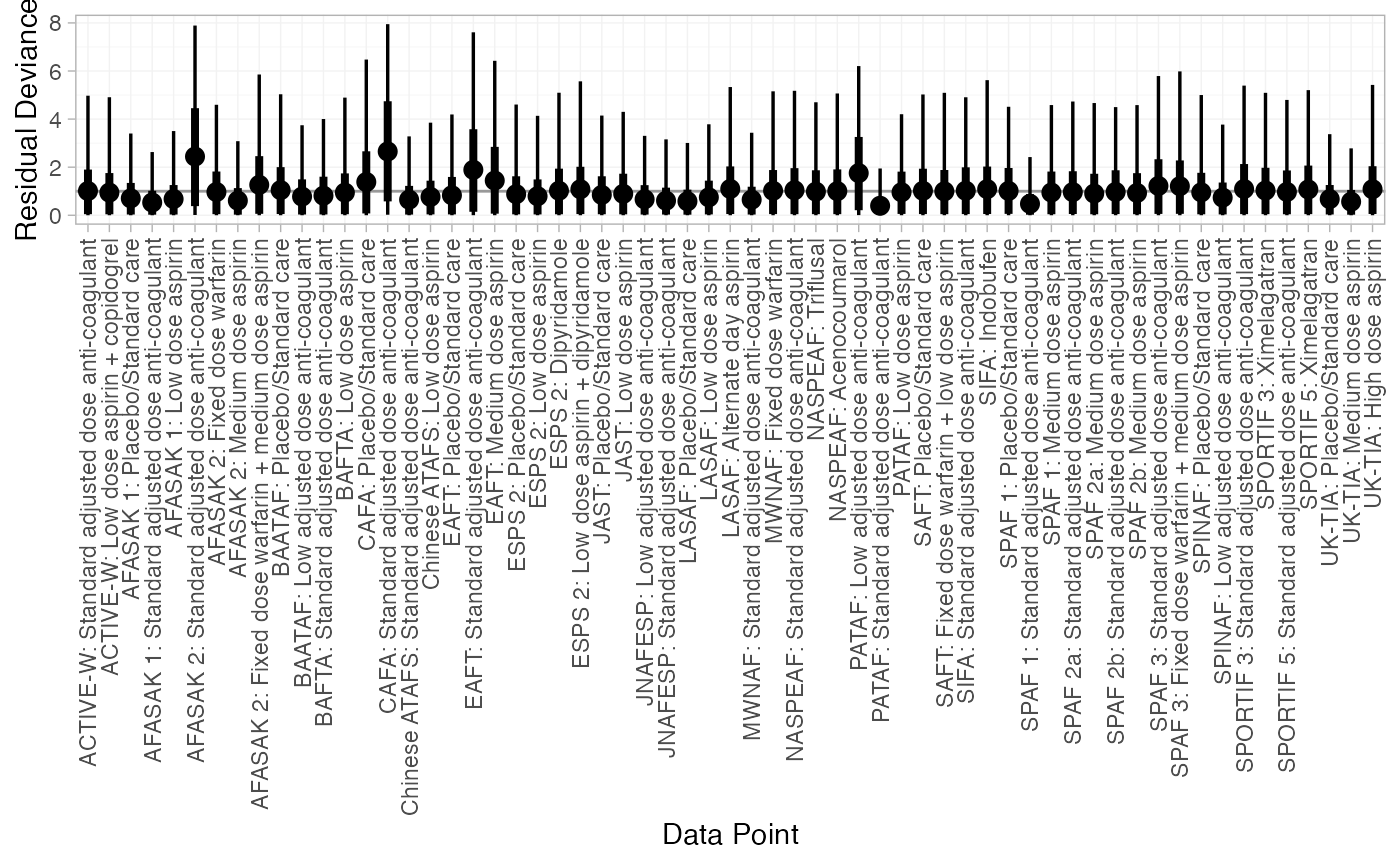 Residual Deviance
8
6
4
2
0
ACTIVE-W: Standard adjusted dose anti-coagulant
ACTIVE-W: Low dose aspirin + copidogrel
AFASAK 1: Placebo/Standard care
AFASAK 1: Standard adjusted dose anti-coagulant
AFASAK 1: Low dose aspirin
AFASAK 2: Standard adjusted dose anti-coagulant
AFASAK 2: Fixed dose warfarin
AFASAK 2: Medium dose aspirin
AFASAK 2: Fixed dose warfarin + medium dose aspirin
BAATAF: Placebo/Standard care
BAATAF: Low adjusted dose anti-coagulant
BAFTA: Standard adjusted dose anti-coagulant
BAFTA: Low dose aspirin
CAFA: Placebo/Standard care
CAFA: Standard adjusted dose anti-coagulant
Chinese ATAFS: Standard adjusted dose anti-coagulant
Chinese ATAFS: Low dose aspirin
EAFT: Placebo/Standard care
EAFT: Standard adjusted dose anti-coagulant
EAFT: Medium dose aspirin
ESPS 2: Placebo/Standard care
ESPS 2: Low dose aspirin
ESPS 2: Dipyridamole
ESPS 2: Low dose aspirin + dipyridamole
JAST: Placebo/Standard care
JAST: Low dose aspirin
JNAFESP: Low adjusted dose anti-coagulant
JNAFESP: Standard adjusted dose anti-coagulant
LASAF: Placebo/Standard care
LASAF: Low dose aspirin
LASAF: Alternate day aspirin
MWNAF: Standard adjusted dose anti-coagulant
MWNAF: Fixed dose warfarin
NASPEAF: Standard adjusted dose anti-coagulant
NASPEAF: Triflusal
NASPEAF: Acenocoumarol
PATAF: Low adjusted dose anti-coagulant
PATAF: Standard adjusted dose anti-coagulant
PATAF: Low dose aspirin
SAFT: Placebo/Standard care
SAFT: Fixed dose warfarin + low dose aspirin
SIFA: Standard adjusted dose anti-coagulant
SIFA: Indobufen
SPAF 1: Placebo/Standard care
SPAF 1: Standard adjusted dose anti-coagulant
SPAF 1: Medium dose aspirin
SPAF 2a: Standard adjusted dose anti-coagulant
SPAF 2a: Medium dose aspirin
SPAF 2b: Standard adjusted dose anti-coagulant
SPAF 2b: Medium dose aspirin
SPAF 3: Standard adjusted dose anti-coagulant
SPAF 3: Fixed dose warfarin + medium dose aspirin
SPINAF: Placebo/Standard care
SPINAF: Low adjusted dose anti-coagulant
SPORTIF 3: Standard adjusted dose anti-coagulant
SPORTIF 3: Ximelagatran
SPORTIF 5: Standard adjusted dose anti-coagulant
SPORTIF 5: Ximelagatran
UK-TIA: Placebo/Standard care
UK-TIA: Medium dose aspirin
UK-TIA: High dose aspirin
Data Point